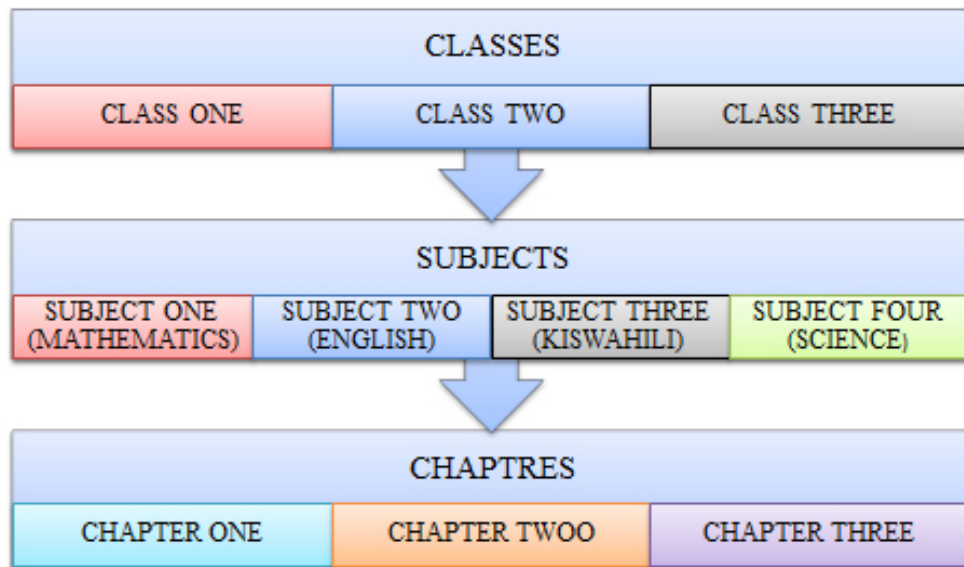 CLASSES
CLASS ONE
CLASS TWO
CLASS THREE
SUBJECTS
SUBJECT ONE
(MATHEMATICS)
SUBJECT TWO
(ENGLISH)
SUBJECT THREE
(KISWAHILI)
SUBJECT FOUR
(SCIENCE)
CHAPTRES
CHAPTER ONE
CHAPTER TWOO
CHAPTER THREE